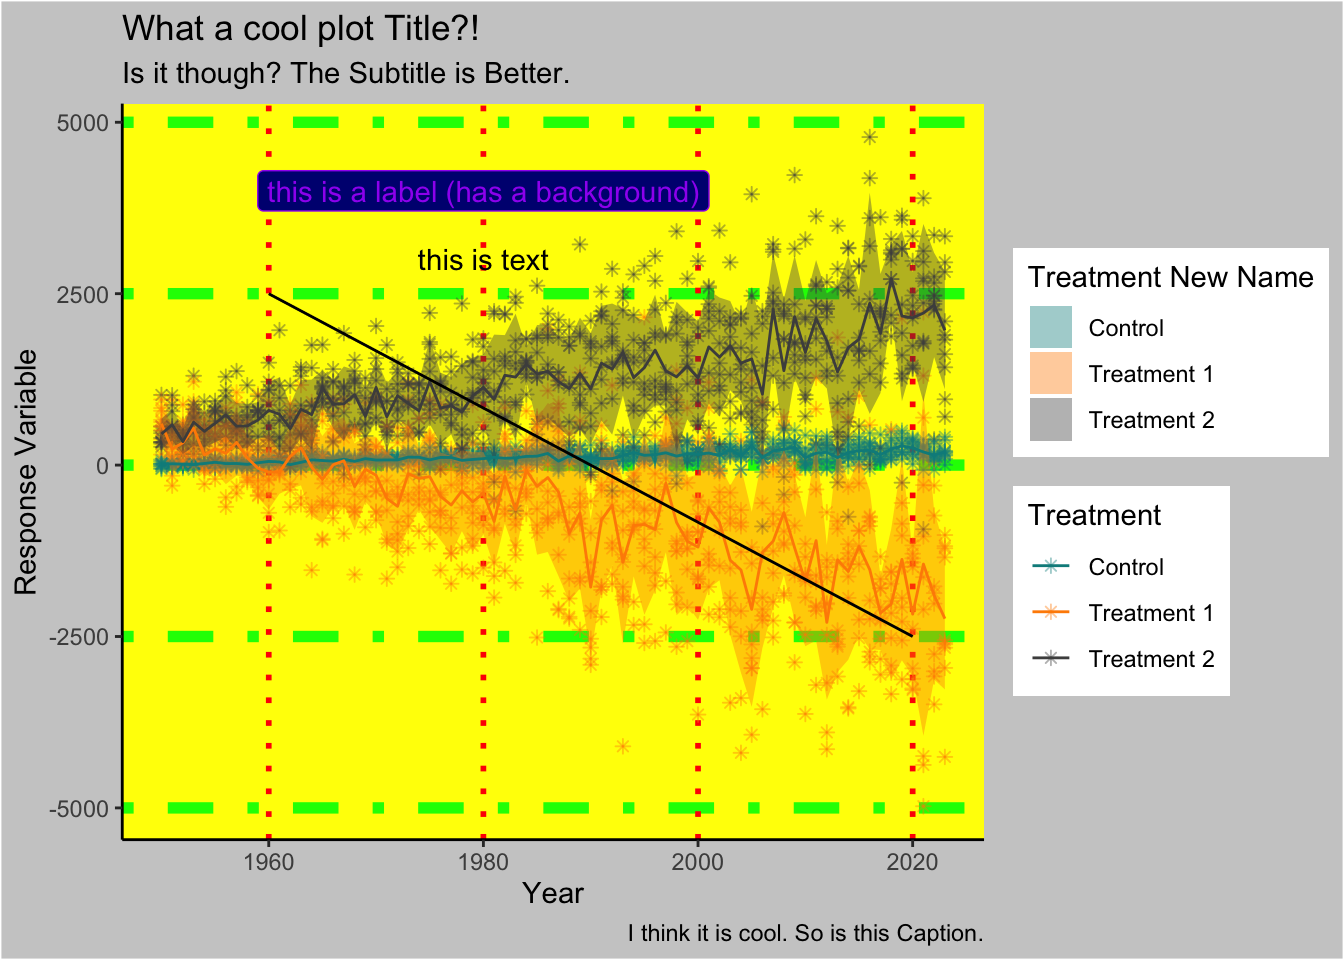 What a cool plot Title?!
Is it though? The Subtitle is Better.
5000
2500
0
-2500
-5000
Response Variable
this is a label (has a background)
this is text
1960
1980
2000
2020
Year
Treatment New Name
Control
Treatment 1
Treatment 2
Treatment
Control
Treatment 1
Treatment 2
I think it is cool. So is this Caption.